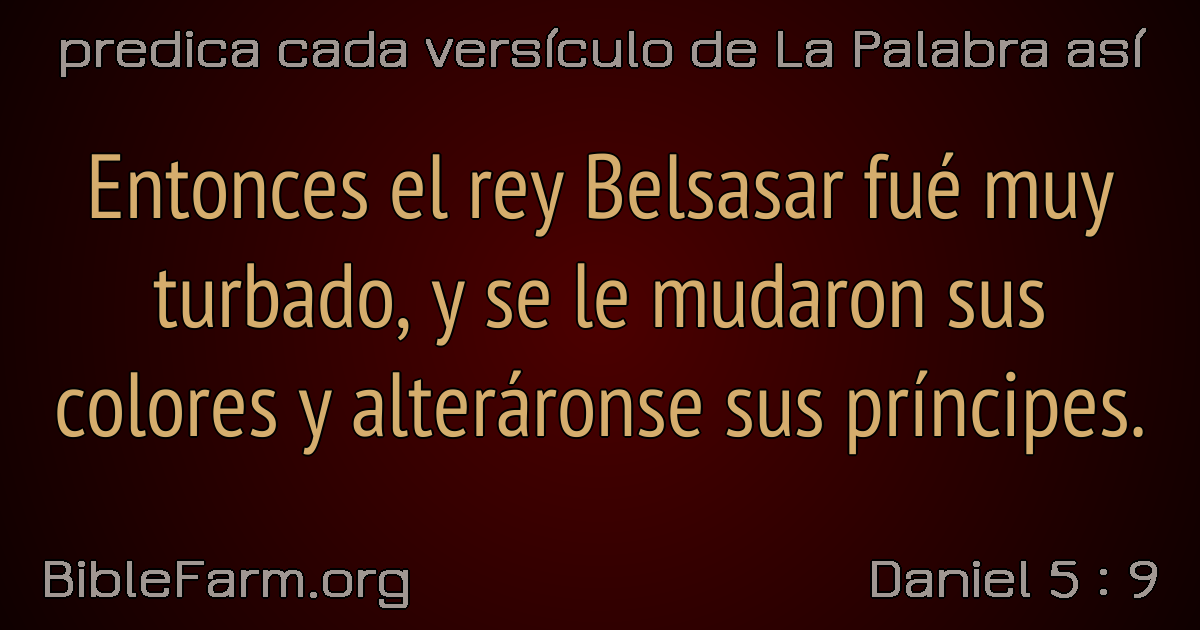 predica cada versículo de La Palabra así
Entonces el rey Belsasar fué muy
turbado, y se le mudaron sus
colores y alteráronse sus príncipes.
BibleFarm.org
Daniel 5 : 9